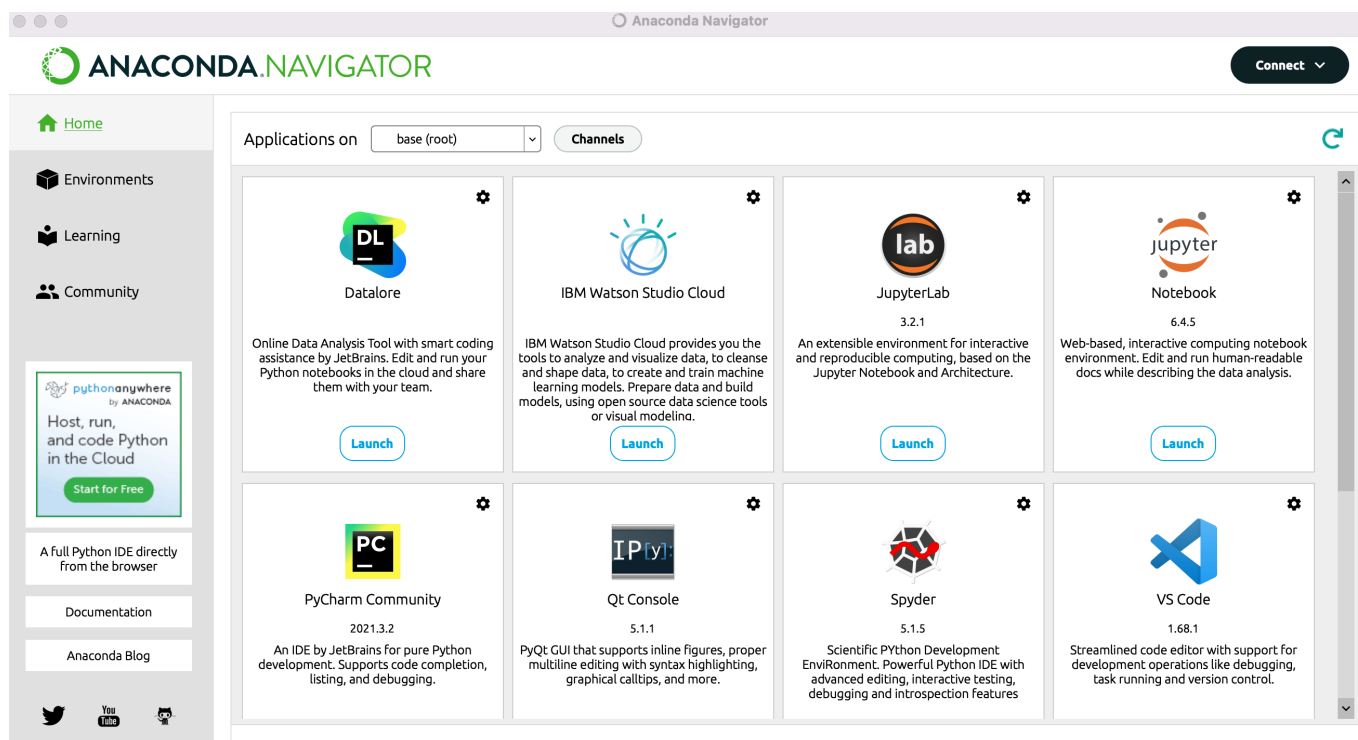 Anaconda Navigator
ANACONDA.NAVIGATOR
Connect
Home
Environments
Learning
Community
pythonanywhere
by ANACONDA
Host, run,
and code Python
in the Cloud
Start for Free
A full Python IDE directly
from the browser
Documentation
Anaconda Blog
You
Tube
Applications on
base (root)
Channels
DL
Datalore
Online Data Analysis Tool with smart coding
assistance by JetBrains. Edit and run your
Python notebooks in the cloud and share
them with your team.
Launch
IBM Watson Studio Cloud
IBM Watson Studio Cloud provides you the
tools to analyze and visualize data, to cleanse
and shape data, to create and train machine
learning models. Prepare data and build
models, using open source data science tools
or visual modeling.
Launch
lab
JupyterLab
3.2.1
An extensible environment for interactive
and reproducible computing, based on the
Jupyter Notebook and Architecture.
Launch
jupyter
Notebook
6.4.5
Web-based, interactive computing notebook
environment. Edit and run human-readable
docs while describing the data analysis.
Launch
PC
PyCharm Community
2021.3.2
An IDE by JetBrains for pure Python
development. Supports code completion,
listing, and debugging.
IP[y]:
Qt Console
5.1.1
PyQt GUI that supports inline figures, proper
multiline editing with syntax highlighting,
graphical calltips, and more.
Spyder
5.1.5
Scientific PYthon Development
EnviRonment. Powerful Python IDE with
advanced editing, interactive testing,
debugging and introspection features
VS Code
1.68.1
Streamlined code editor with support for
development operations like debugging,
task running and version control.